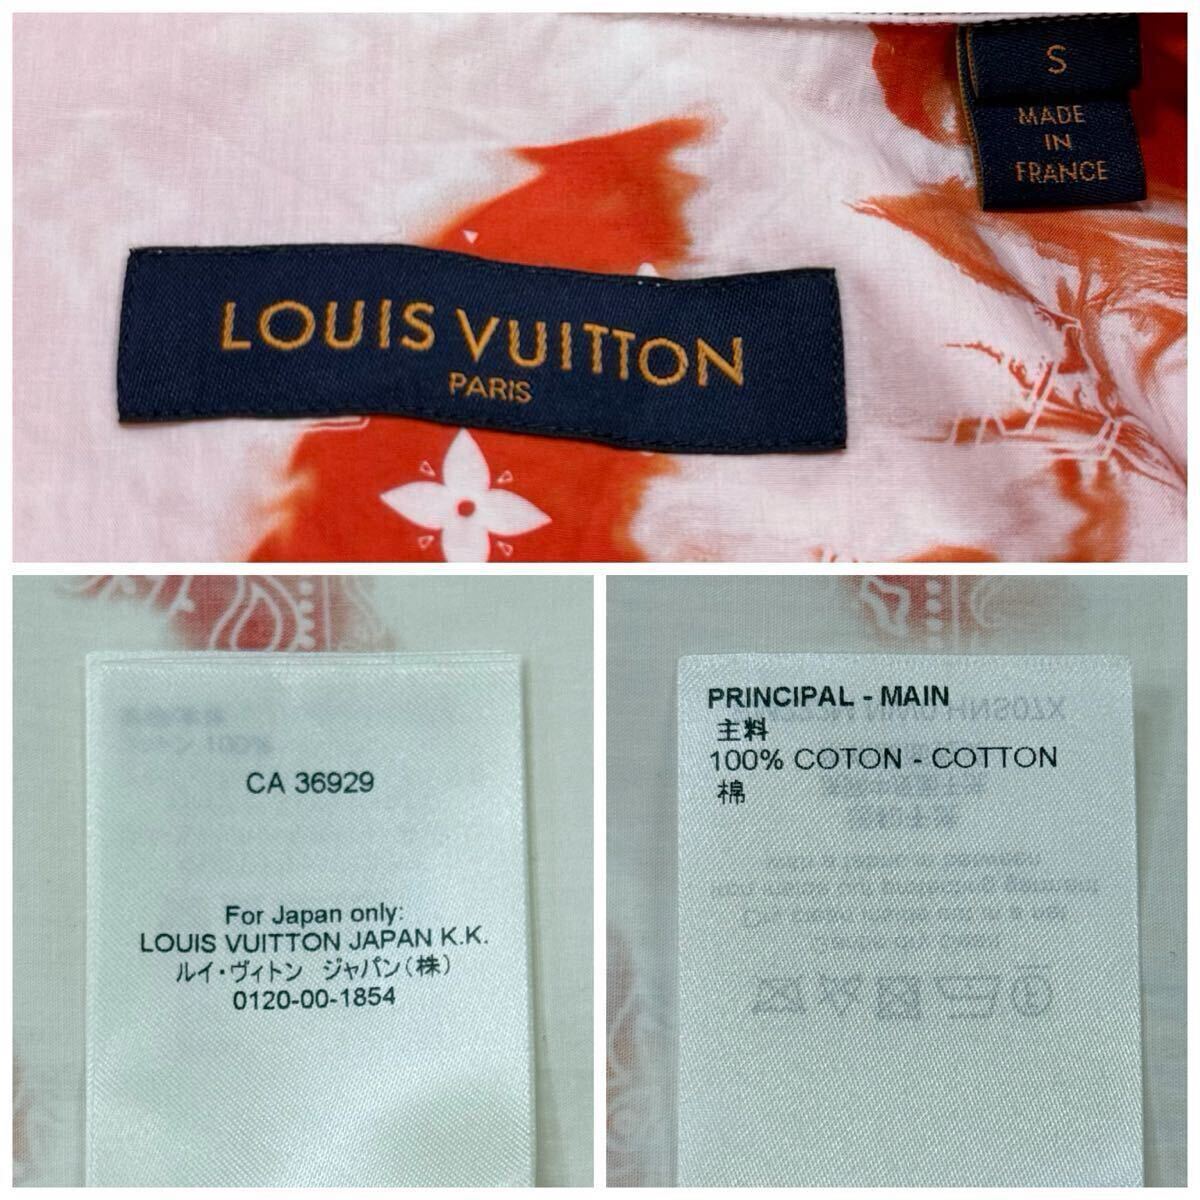 S
MADE
IN
FRANCE
LOUIS VUITTON
PARIS
CA 36929
For Japan only:
LOUIS VUITTON JAPAN K.K.
ルイ・ヴィトン ジャパン(株)
0120-00-1854
PRINCIPAL - MAIN
主料
100% COTON - COTTON
棉